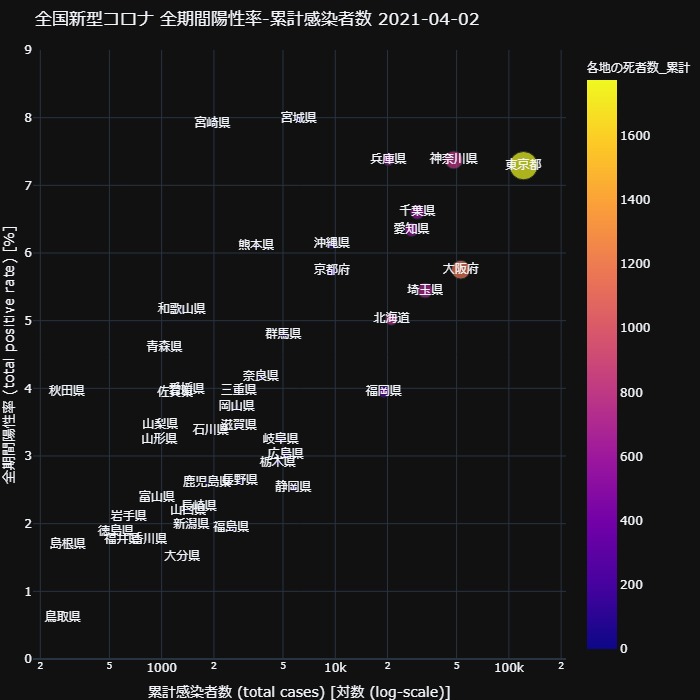 全国新型コロナ 全期間陽性率-累計感染者数 2021-04-02
各地の死者数_累計
9
8
7
6
5
4
3
2
1
0
全期間陽性率 (total positive rate) [%]
宮崎県
宮城県
兵庫県
神奈川県
東京都
千葉県
愛知県
熊本県
沖縄県
京都府
大阪府
埼玉県
和歌山県
北海道
群馬県
青森県
奈良県
秋田県
佐賀県
愛媛県
三重県
福岡県
岡山県
山梨県
石川県
滋賀県
山形県
岐阜県
広島県
栃木県
鹿児島県
長野県
静岡県
富山県
長崎県
山口県
岩手県
新潟県
福島県
徳島県
福井県
香川県
島根県
大分県
鳥取県
2
5
1000
2
5
10k
2
5
100k
2
累計感染者数 (total cases) [対数 (log-scale)]
1600
1400
1200
1000
800
600
400
200
0